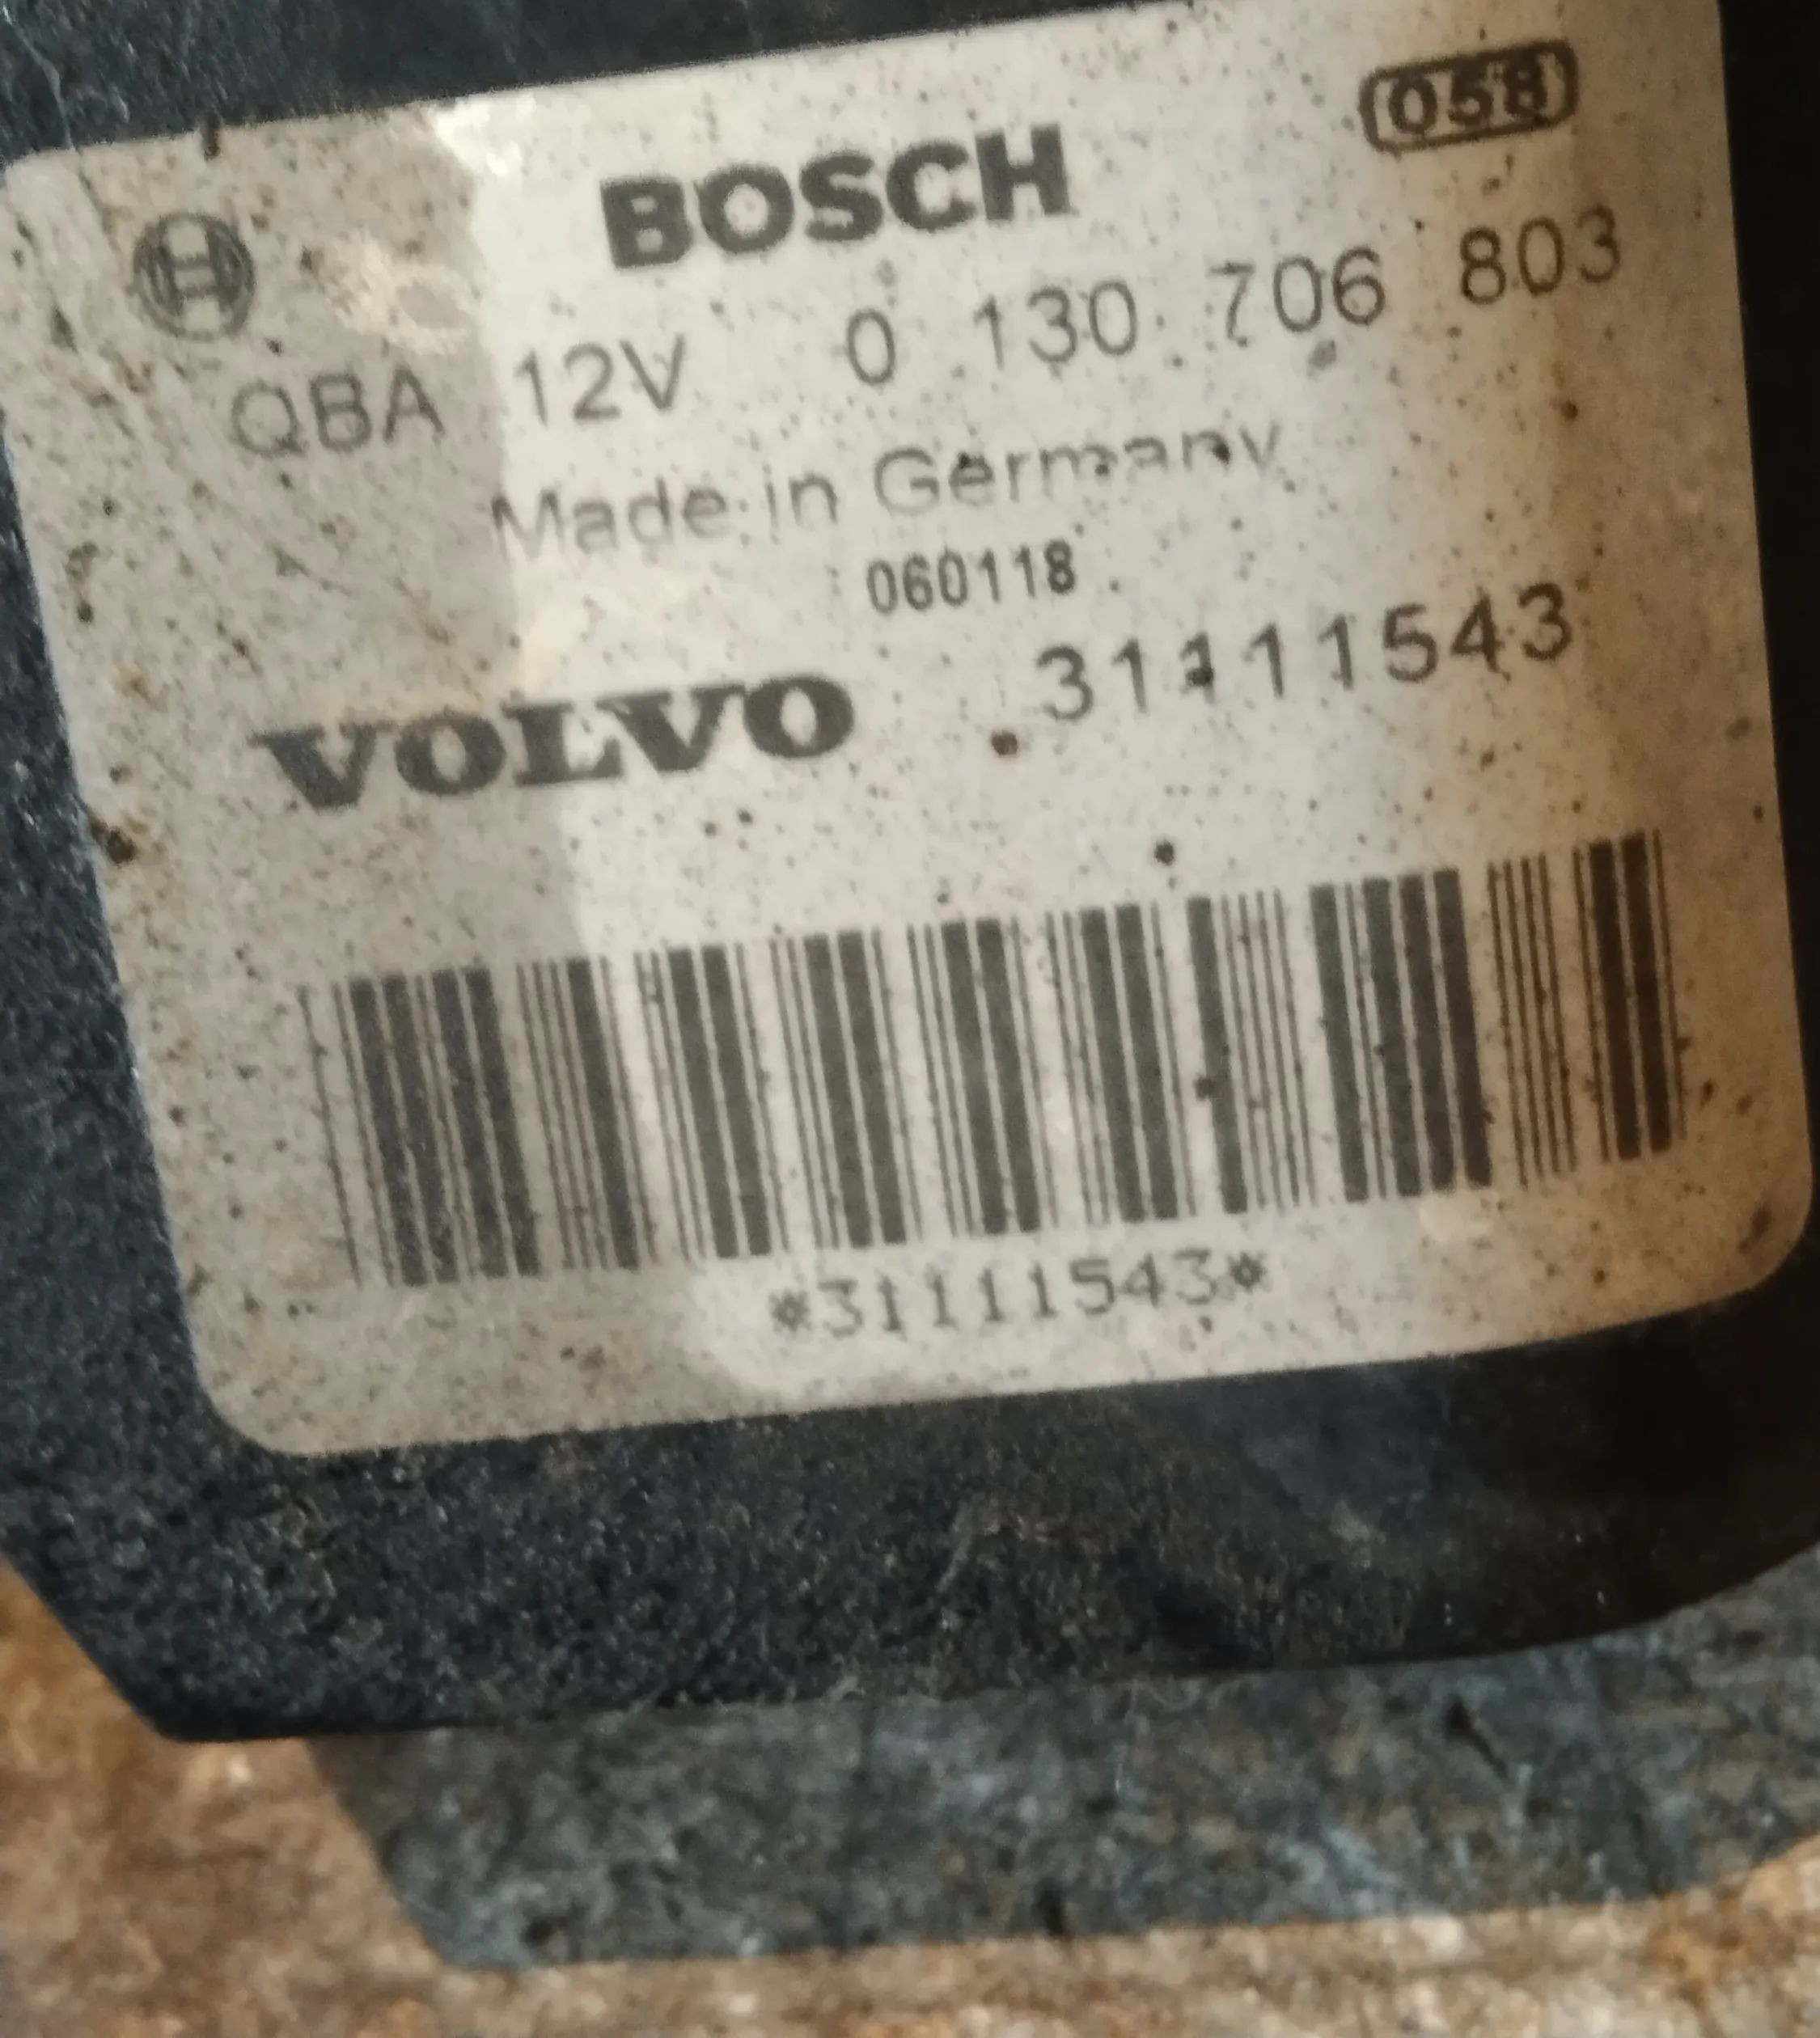 058
BOSCH
QBA 12V 0 130 706 803
Made in Germany
060118
VOLVO 31111543
*31111543*